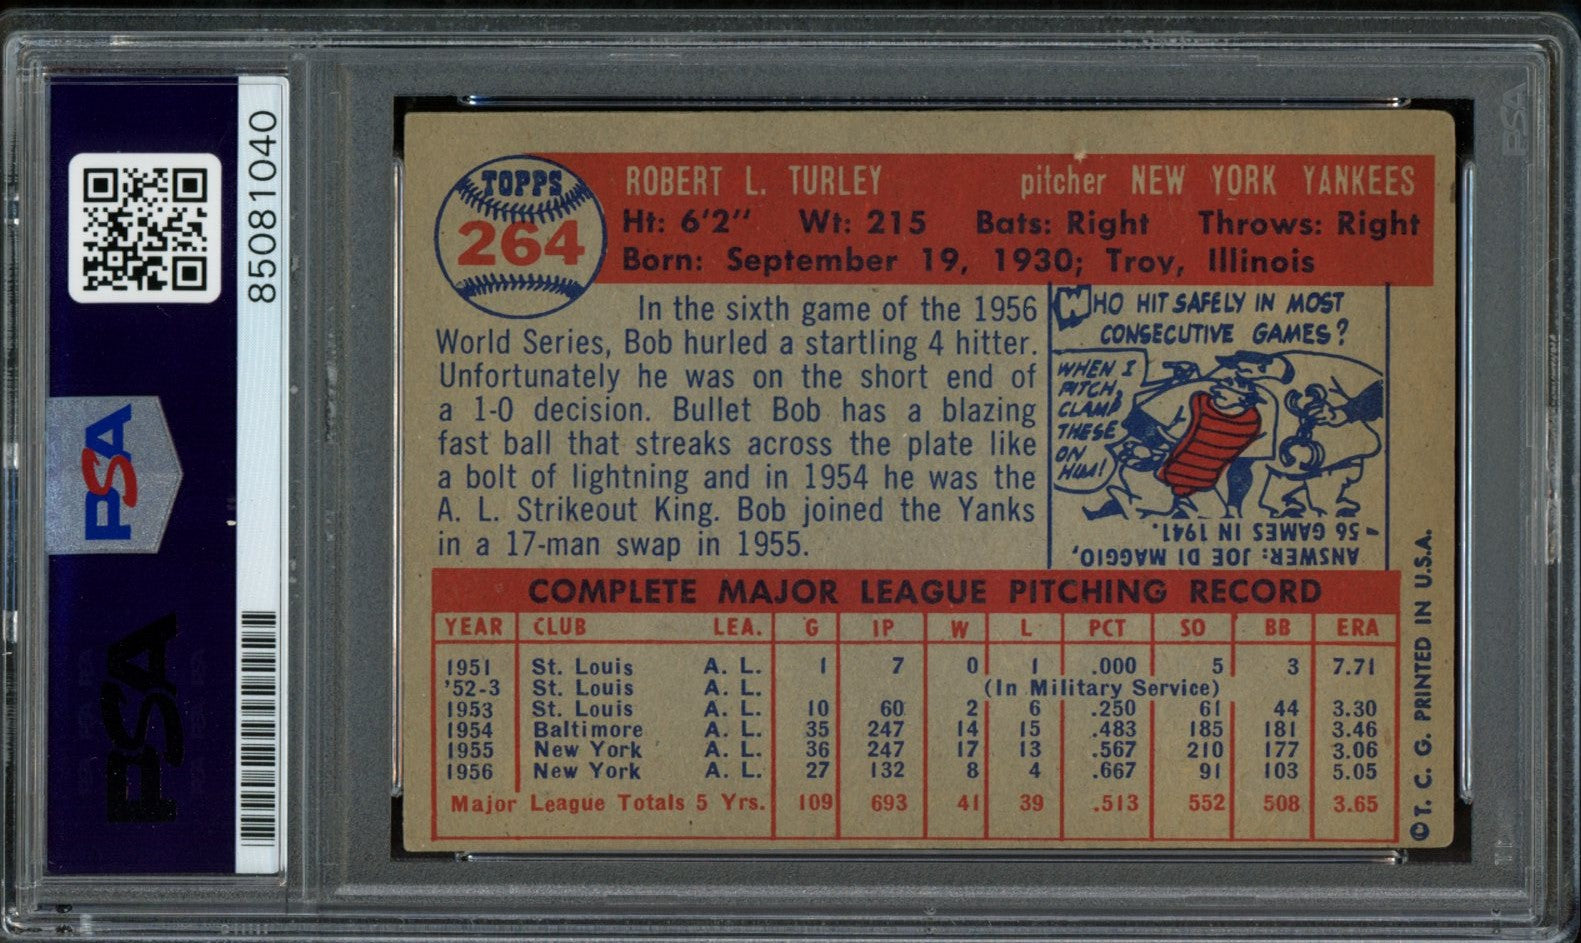 85081040
PSA
PSA
PSA
TOPPS
264
ROBERT L. TURLEY pitcher NEW YORK YANKEES
Ht: 6'2" Wt: 215 Bats: Right Throws: Right
Born: September 19, 1930; Troy, Illinois
In the sixth game of the 1956
World Series, Bob hurled a startling 4 hitter.
Unfortunately he was on the short end of
a 1-0 decision. Bullet Bob has a blazing
fast ball that streaks across the plate like
a bolt of lightning and in 1954 he was the
A. L. Strikeout King. Bob joined the Yanks
in a 17-man swap in 1955.
WHO HIT SAFELY IN MOST
CONSECUTIVE GAMES?
WHEN I
PITCH,
CLAMP
THESE
ON
HIM!
ANSWER: JOE DI MAGGIO,
- 56 GAMES IN 1941.
COMPLETE MAJOR LEAGUE PITCHING RECORD
YEAR CLUB LEA. G IP W L PCT SO BB ERA
1951 St. Louis A. L. 1 7 0 1 .000 5 3 7.71
'52-3 St. Louis A. L. (In Military Service)
1953 St. Louis A. L. 10 60 2 6 .250 61 44 3.30
1954 Baltimore A. L. 35 247 14 15 .483 185 181 3.46
1955 New York A. L. 36 247 17 13 .567 210 177 3.06
1956 New York A. L. 27 132 8 4 .667 91 103 5.05
Major League Totals 5 Yrs. 109 693 41 39 .513 552 508 3.65
©T. C. G. PRINTED IN U.S.A.